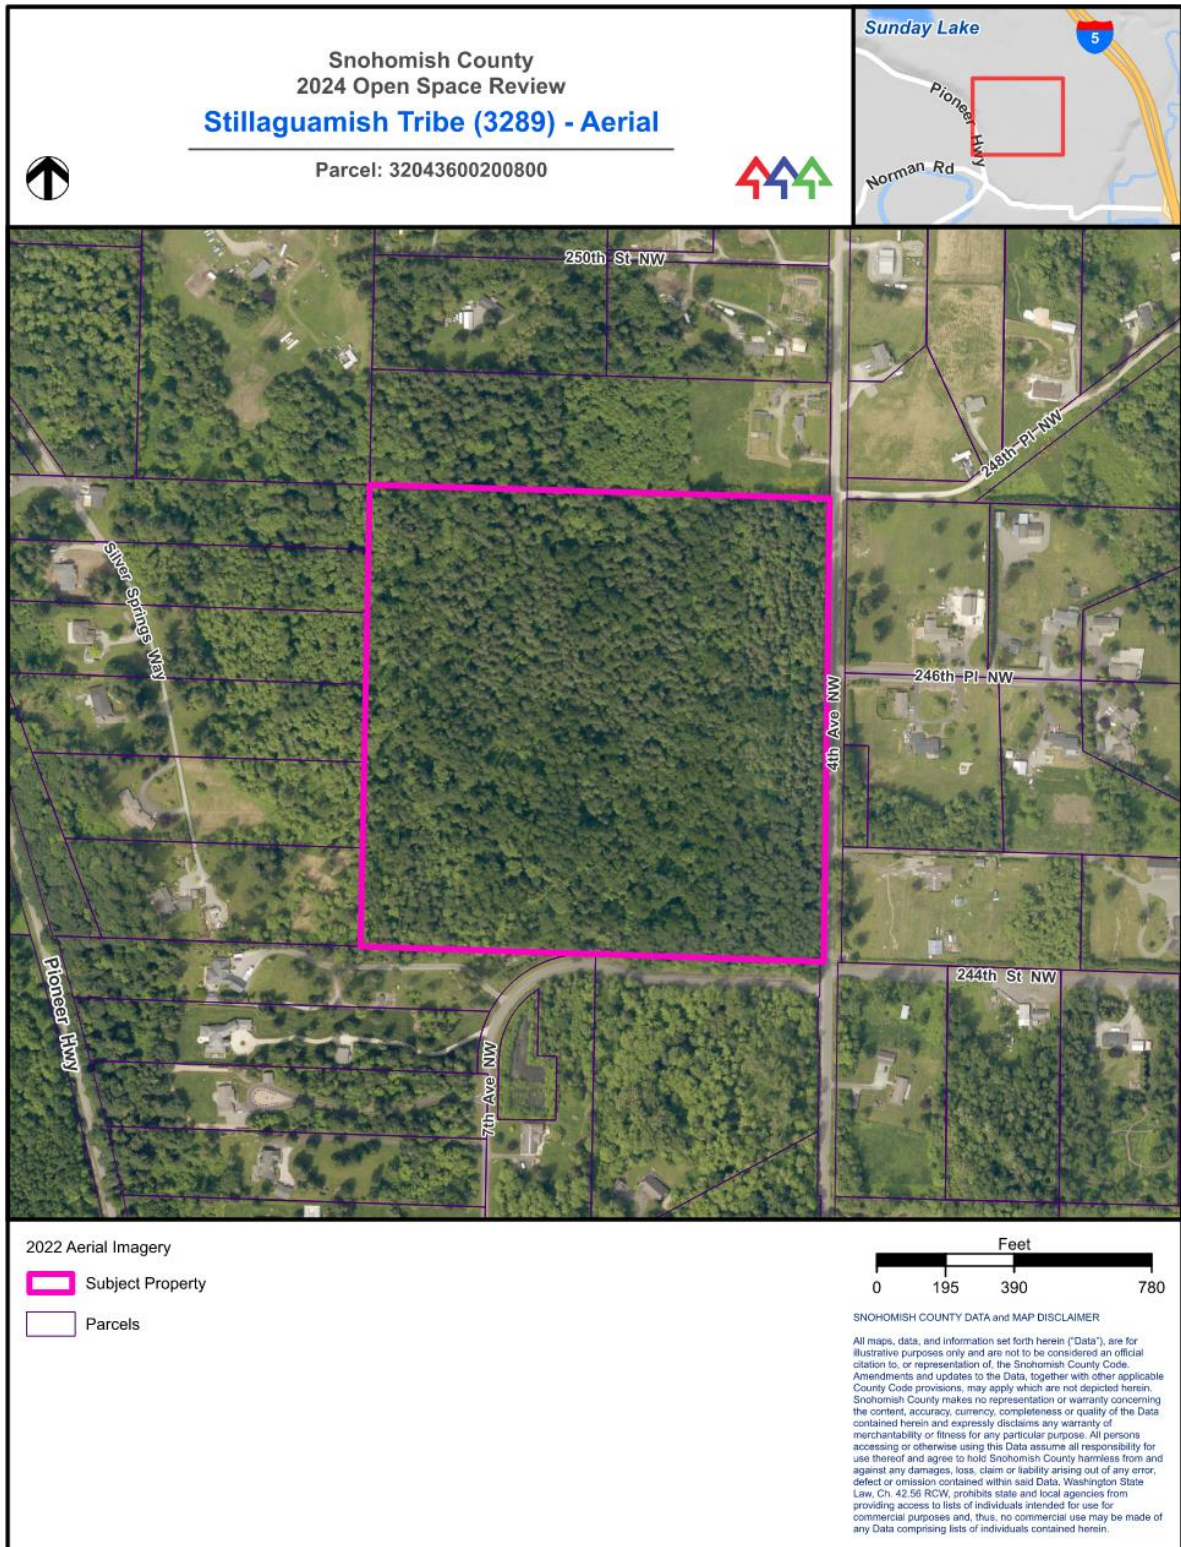 Snohomish County
2024 Open Space Review
Stillaguamish Tribe (3289) - Aerial
Parcel: 32043600200800
Sunday Lake
5
Pioneer Hwy
Norman Rd
250th St NW
248th Pl NW
Silver Springs Way
246th Pl NW
4th Ave NW
Pioneer Hwy
244th St NW
7th Ave NW
2022 Aerial Imagery
Subject Property
Parcels
Feet
0 195 390 780
SNOHOMISH COUNTY DATA and MAP DISCLAIMER
All maps, data, and information set forth herein ("Data"), are for
illustrative purposes only and are not to be considered an official
citation to, or representation of, the Snohomish County Code.
Amendments and updates to the Data, together with other applicable
County Code provisions, may apply which are not depicted herein.
Snohomish County makes no representation or warranty concerning
the content, accuracy, currency, completeness or quality of the Data
contained herein and expressly disclaims any warranty of
merchantability or fitness for any particular purpose. All persons
accessing or otherwise using this Data assume all responsibility for
use thereof and agree to hold Snohomish County harmless from and
against any damages, loss, claim or liability arising out of any error,
defect or omission contained within said Data. Washington State
Law, Ch. 42.56 RCW, prohibits state and local agencies from
providing access to lists of individuals intended for use for
commercial purposes and, thus, no commercial use may be made of
any Data comprising lists of individuals contained herein.